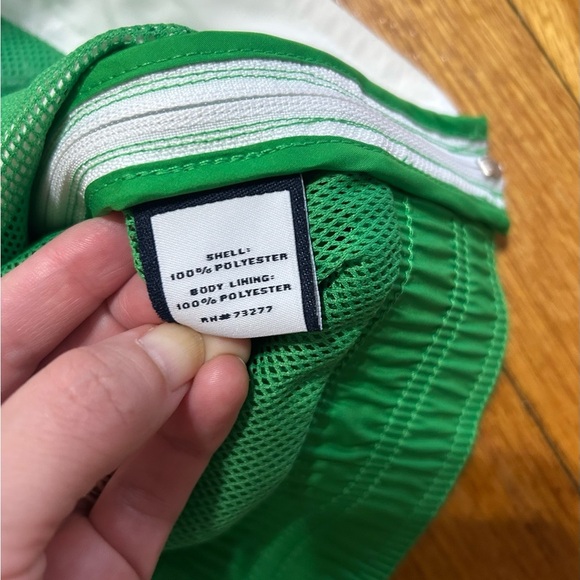 SHELL:
100% POLYESTER
BODY LINING:
100% POLYESTER
RN# 73277